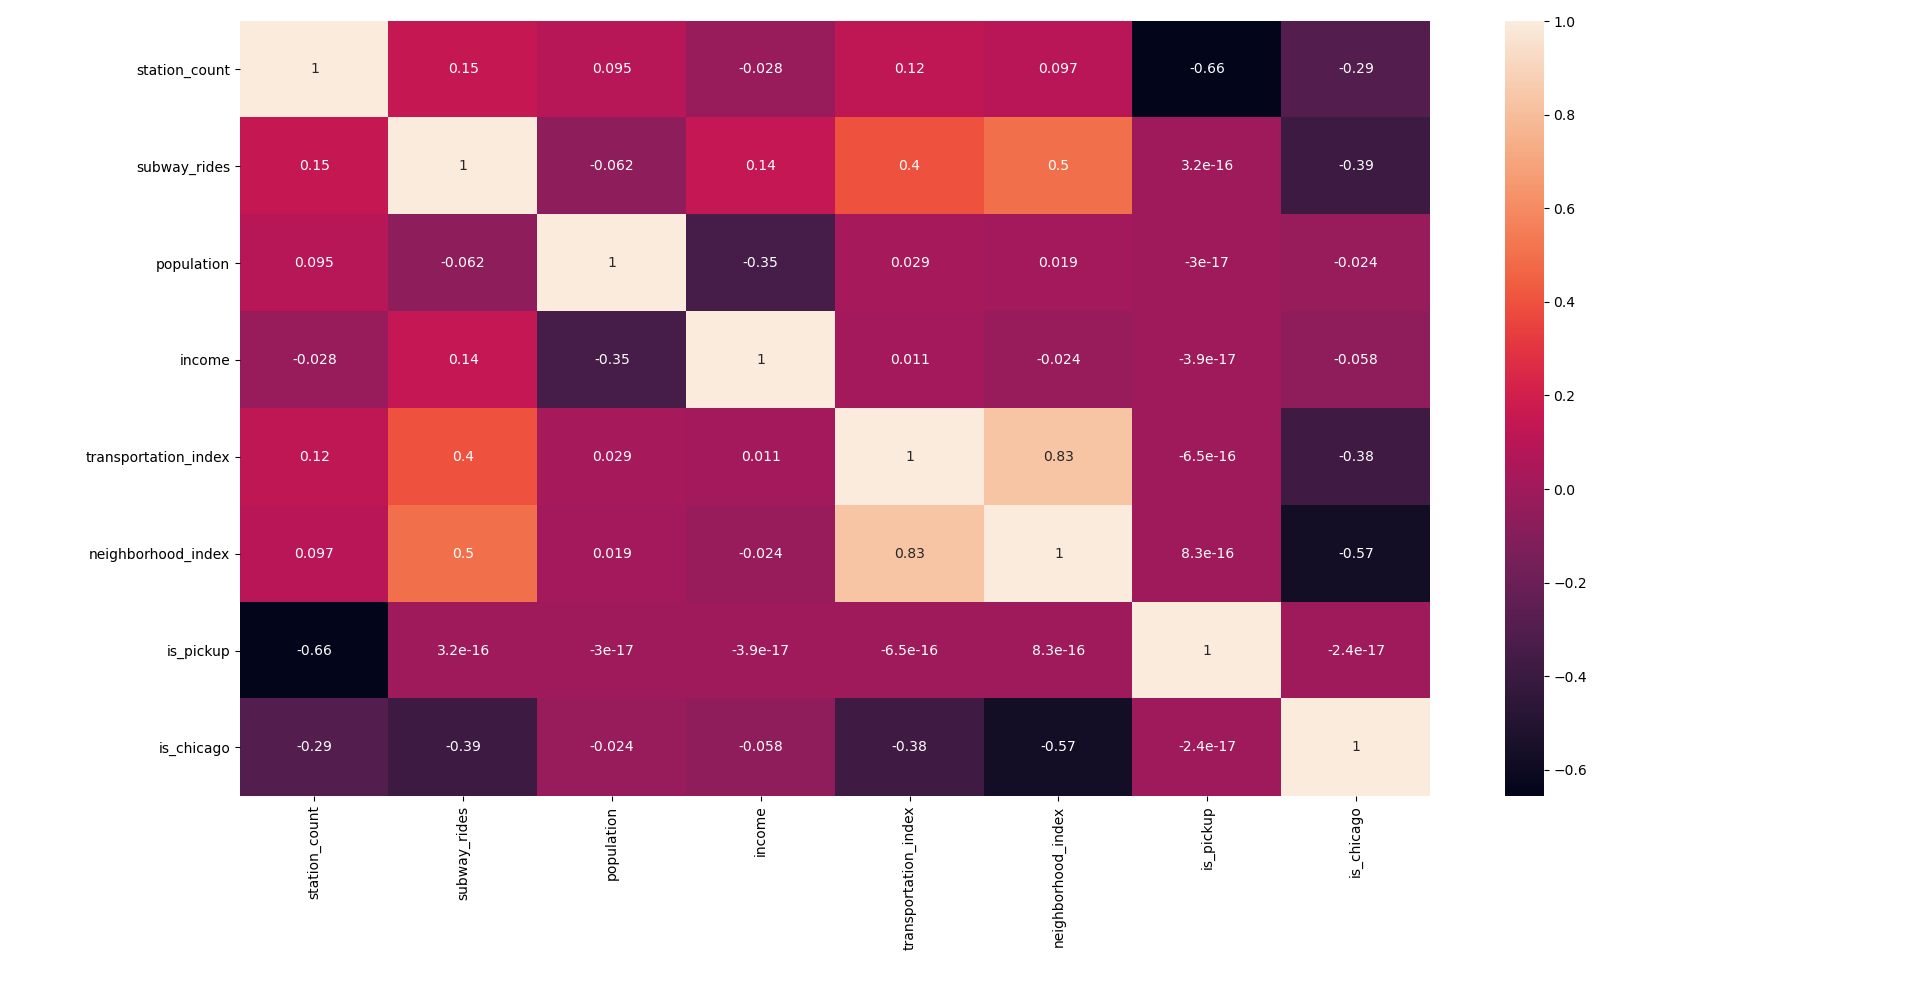 station_count 1 0.15 0.095 -0.028 0.12 0.097 -0.66 -0.29
subway_rides 0.15 1 -0.062 0.14 0.4 0.5 3.2e-16 -0.39
population 0.095 -0.062 1 -0.35 0.029 0.019 -3e-17 -0.024
income -0.028 0.14 -0.35 1 0.011 -0.024 -3.9e-17 -0.058
transportation_index 0.12 0.4 0.029 0.011 1 0.83 -6.5e-16 -0.38
neighborhood_index 0.097 0.5 0.019 -0.024 0.83 1 8.3e-16 -0.57
is_pickup -0.66 3.2e-16 -3e-17 -3.9e-17 -6.5e-16 8.3e-16 1 -2.4e-17
is_chicago -0.29 -0.39 -0.024 -0.058 -0.38 -0.57 -2.4e-17 1
station_count
subway_rides
population
income
transportation_index
neighborhood_index
is_pickup
is_chicago
1.0
0.8
0.6
0.4
0.2
0.0
−0.2
−0.4
−0.6